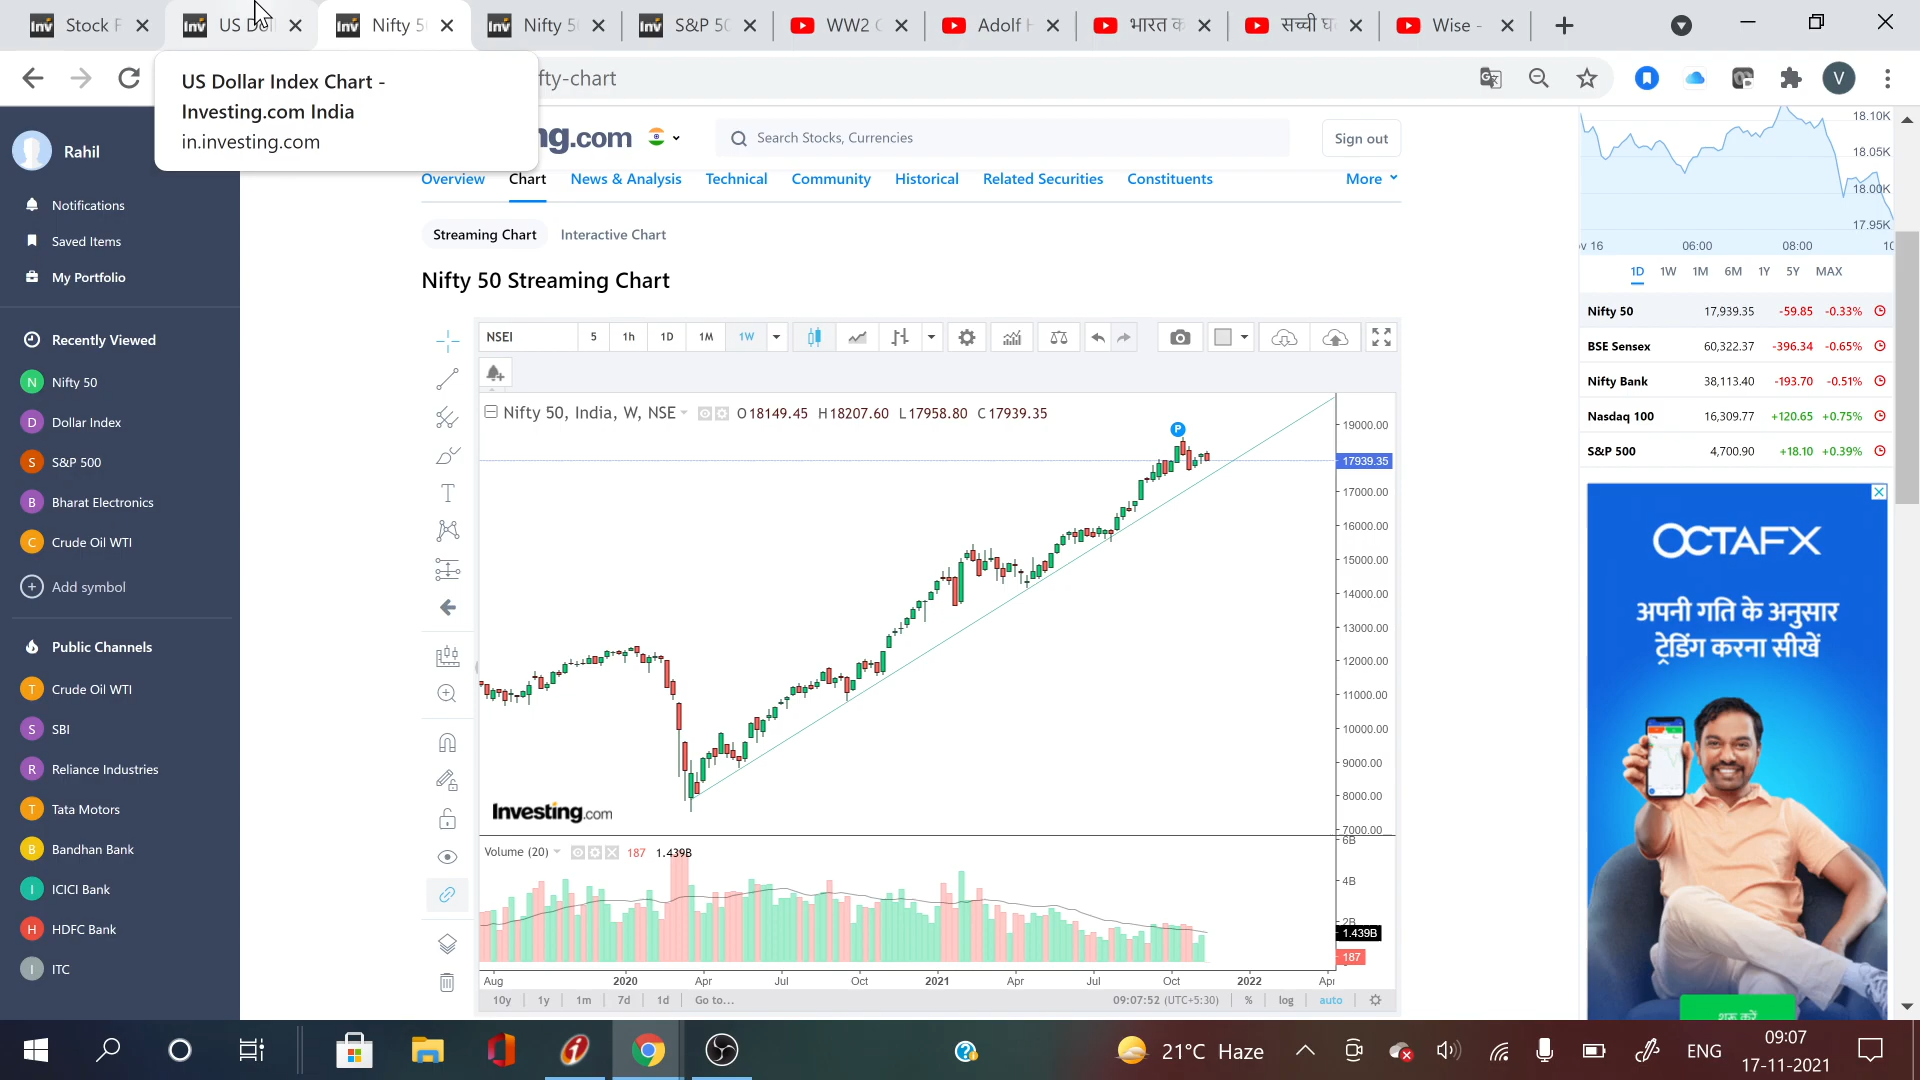 Stock F
US Dol
Nifty 5
Nifty 5
S&P 50
WW2
Adolf H
भारत क
सच्ची घ
Wise -
US Dollar Index Chart -
Investing.com India
in.investing.com
fty-chart
V
Rahil
ng.com
Search Stocks, Currencies
Sign out
Notifications
Saved Items
My Portfolio
Overview
Chart
News & Analysis
Technical
Community
Historical
Related Securities
Constituents
More
Streaming Chart
Interactive Chart
Nifty 50 Streaming Chart
Recently Viewed
N Nifty 50
D Dollar Index
S S&P 500
B Bharat Electronics
C Crude Oil WTI
Add symbol
Public Channels
T Crude Oil WTI
S SBI
R Reliance Industries
T Tata Motors
B Bandhan Bank
I ICICI Bank
H HDFC Bank
I ITC
NSEI 5 1h 1D 1M 1W
Nifty 50, India, W, NSE O18149.45 H18207.60 L17958.80 C17939.35
P
19000.00
17939.35
17000.00
16000.00
15000.00
14000.00
13000.00
12000.00
11000.00
10000.00
9000.00
8000.00
7000.00
Investing.com
Volume (20) 187 1.439B
6B
4B
2B
1.439B
187
Aug 2020 Apr Jul Oct 2021 Apr Jul Oct 2022 Apr
10y 1y 1m 7d 1d Go to... 09:07:52 (UTC+5:30) % log auto
18.10K
18.05K
18.00K
17.95K
v 16 06:00 08:00 10
1D 1W 1M 6M 1Y 5Y MAX
Nifty 50 17,939.35 -59.85 -0.33%
BSE Sensex 60,322.37 -396.34 -0.65%
Nifty Bank 38,113.40 -193.70 -0.51%
Nasdaq 100 16,309.77 +120.65 +0.75%
S&P 500 4,700.90 +18.10 +0.39%
OCTAFX
अपनी गति के अनुसार
ट्रेडिंग करना सीखें
शुरू करें
21°C Haze
ENG
09:07
17-11-2021